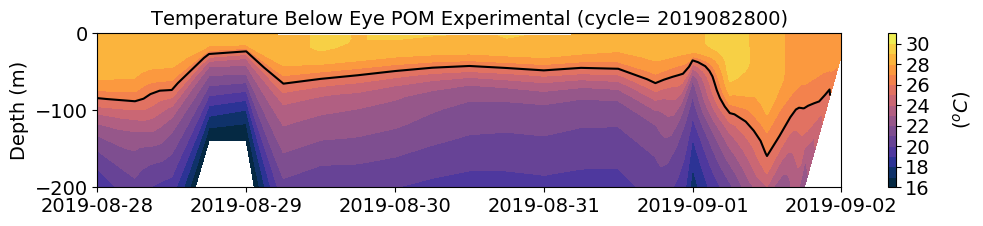 Temperature Below Eye POM Experimental (cycle= 2019082800)
Depth (m)
0
−100
−200
2019-08-28 2019-08-29 2019-08-30 2019-08-31 2019-09-01 2019-09-02
30
28
26
24
22
20
18
16
(°C)